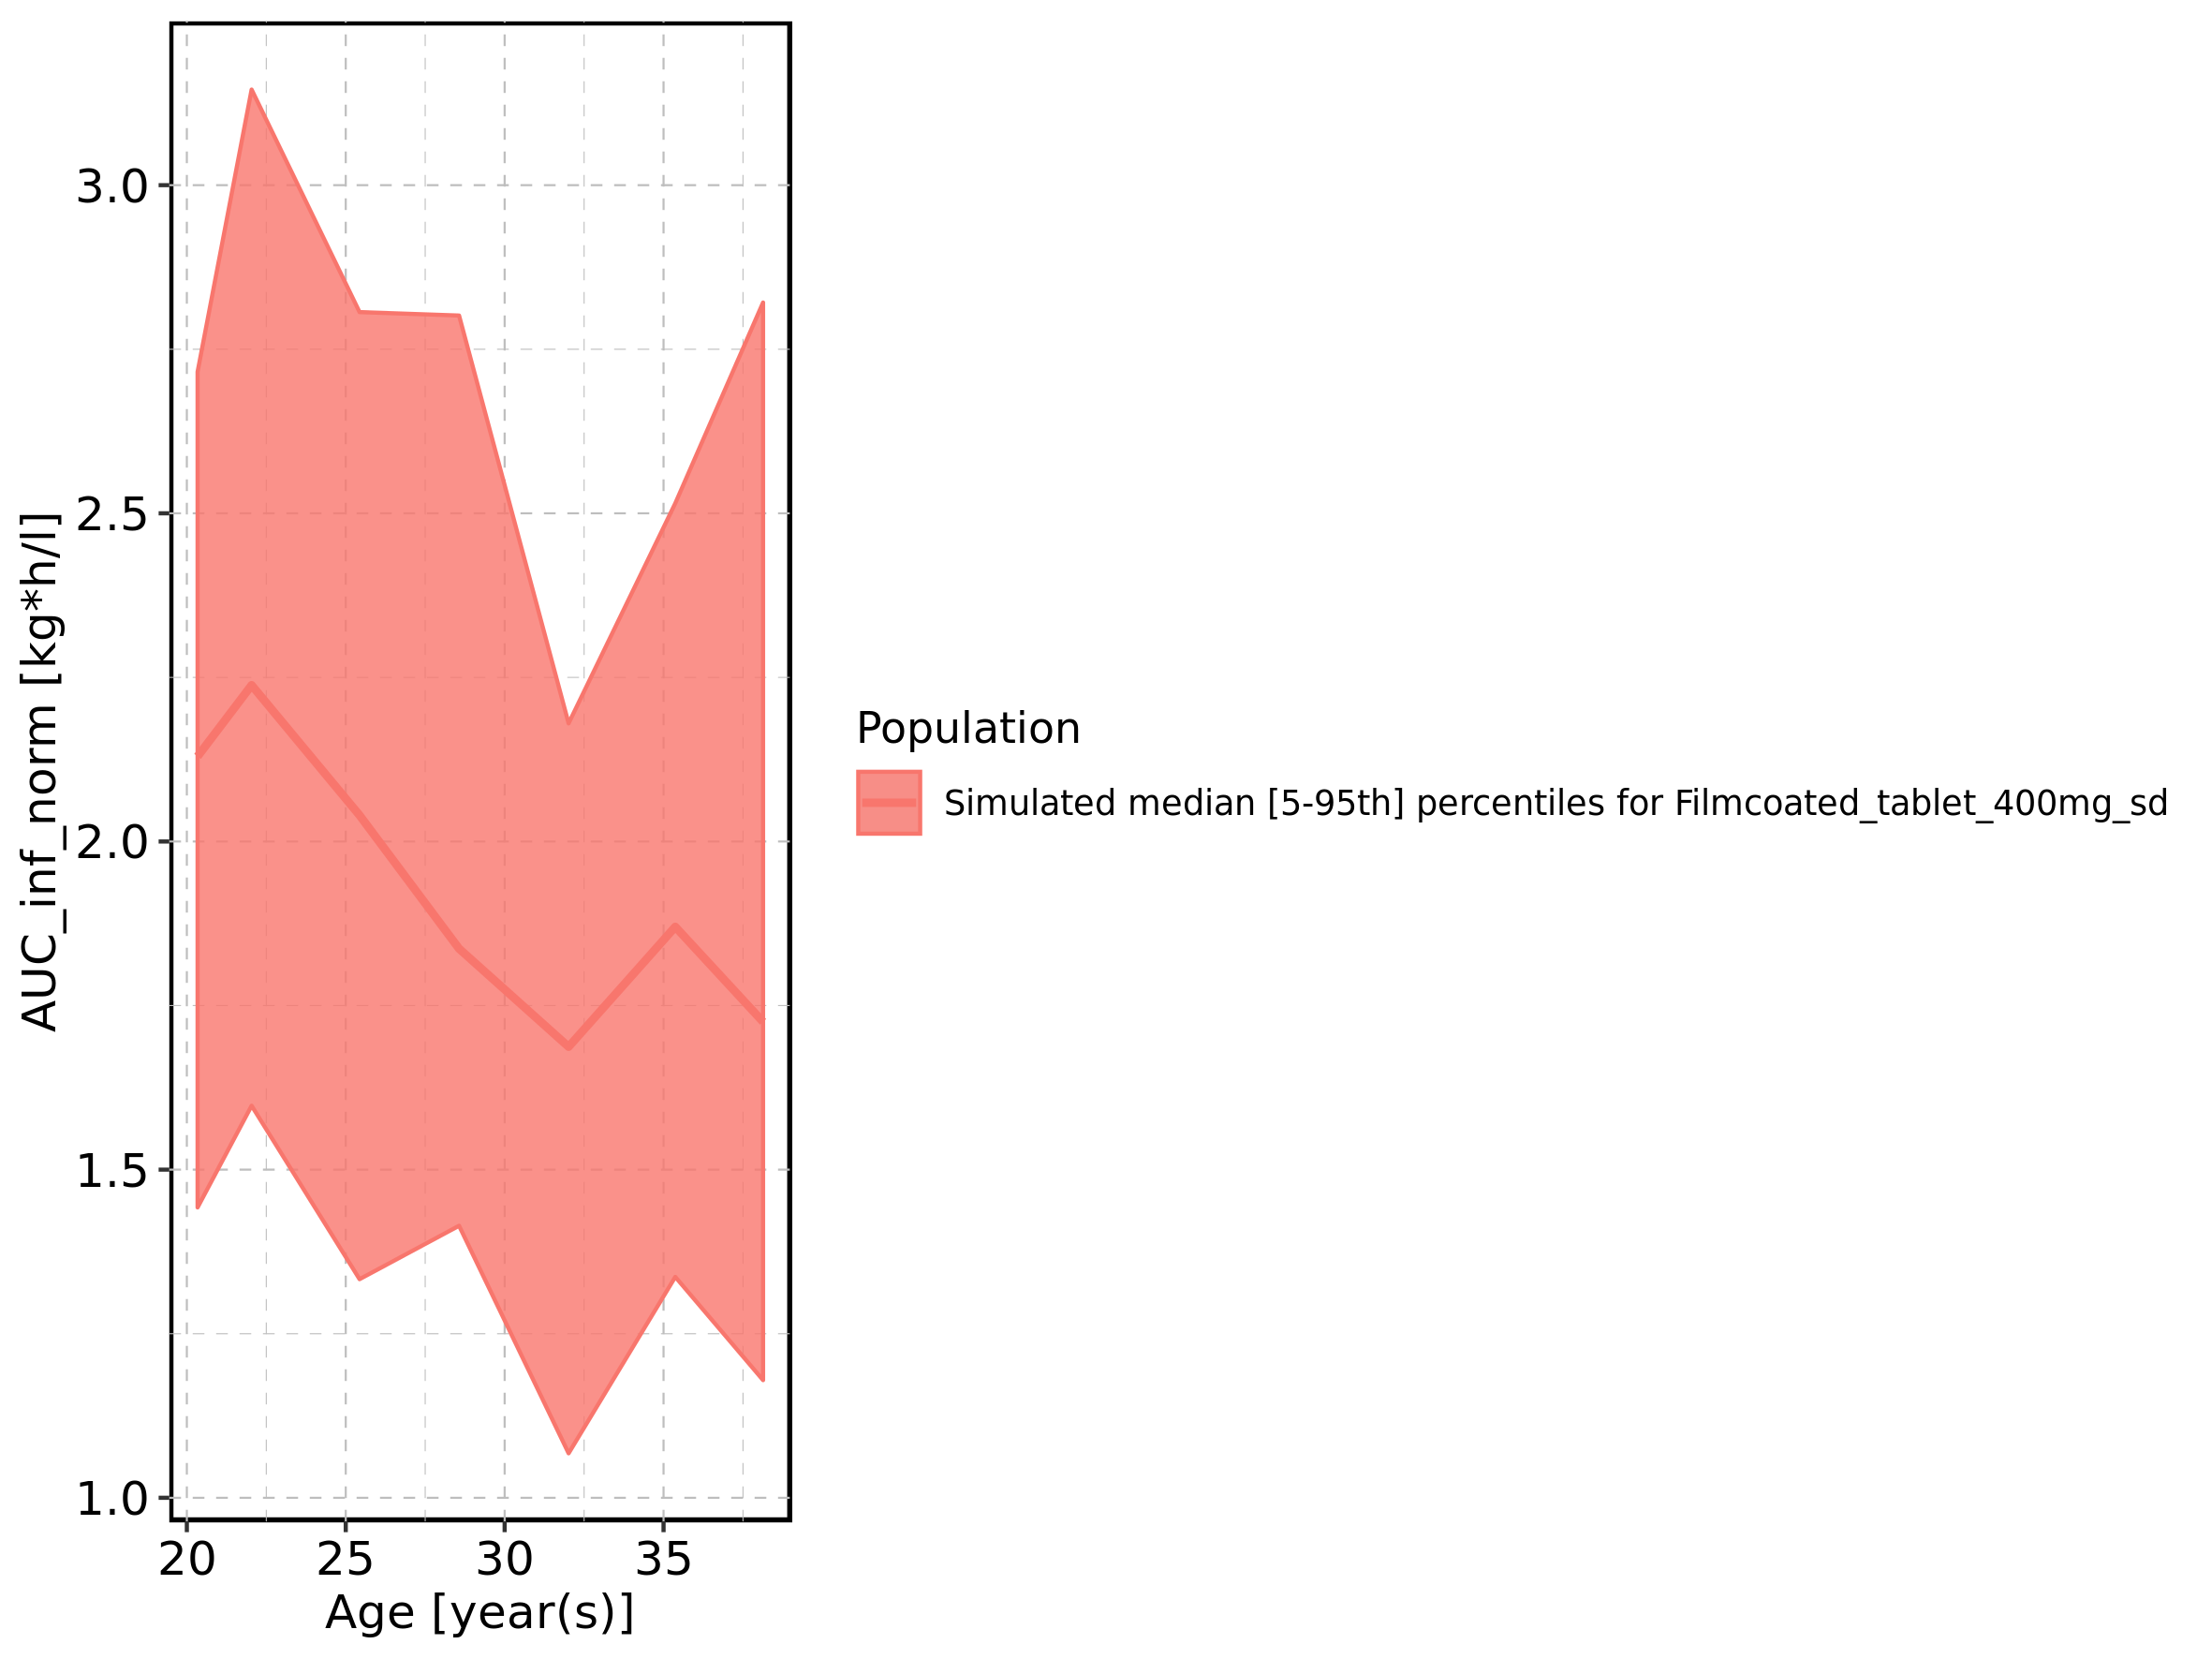 AUC_inf_norm [kg*h/l]
3.0
2.5
2.0
1.5
1.0
20 25 30 35
Age [year(s)]
Population
Simulated median [5-95th] percentiles for Filmcoated_tablet_400mg_sd